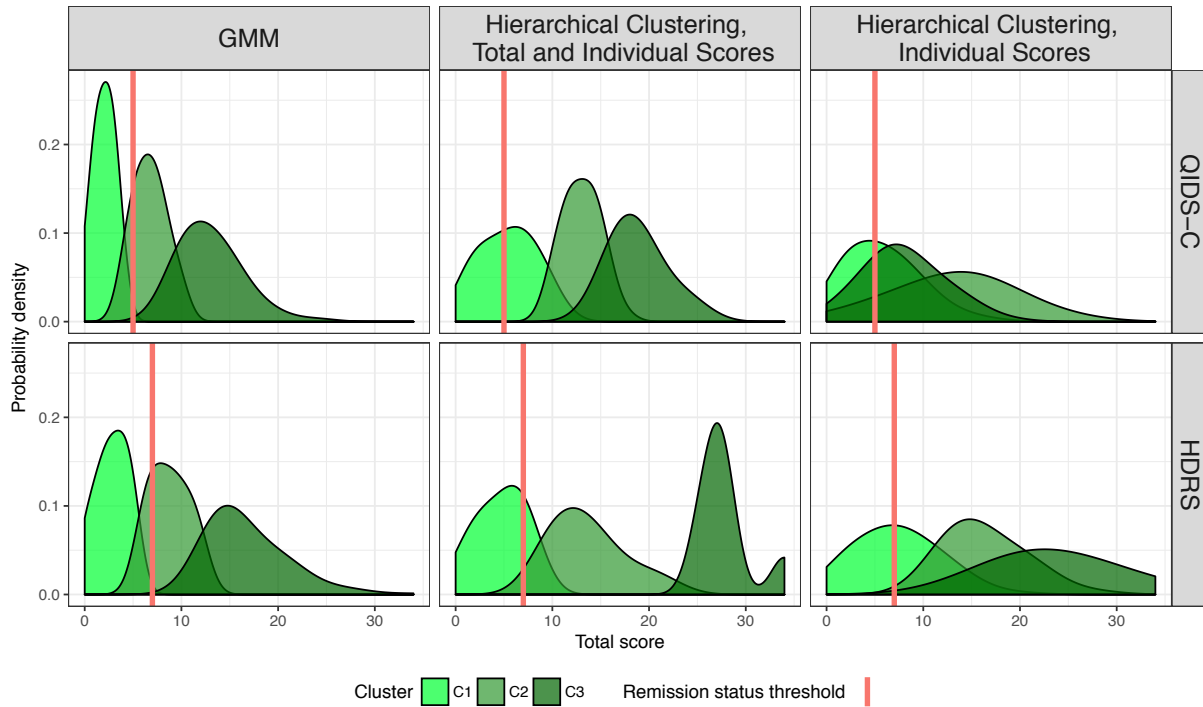 GMM
Hierarchical Clustering,
Total and Individual Scores
Hierarchical Clustering,
Individual Scores
QIDS−C
HDRS
Probability density
0.2
0.1
0.0
0.2
0.1
0.0
0 10 20 30
0 10 20 30
0 10 20 30
Total score
Cluster C1 C2 C3 Remission status threshold